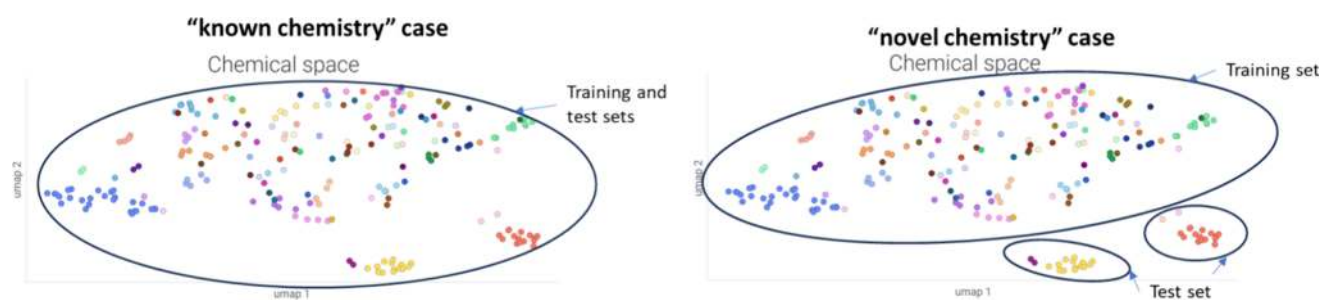 “known chemistry” case
Chemical space
Training and
test sets
umap 2
umap 1
“novel chemistry” case
Chemical space
Training set
umap 2
umap 1
Test set